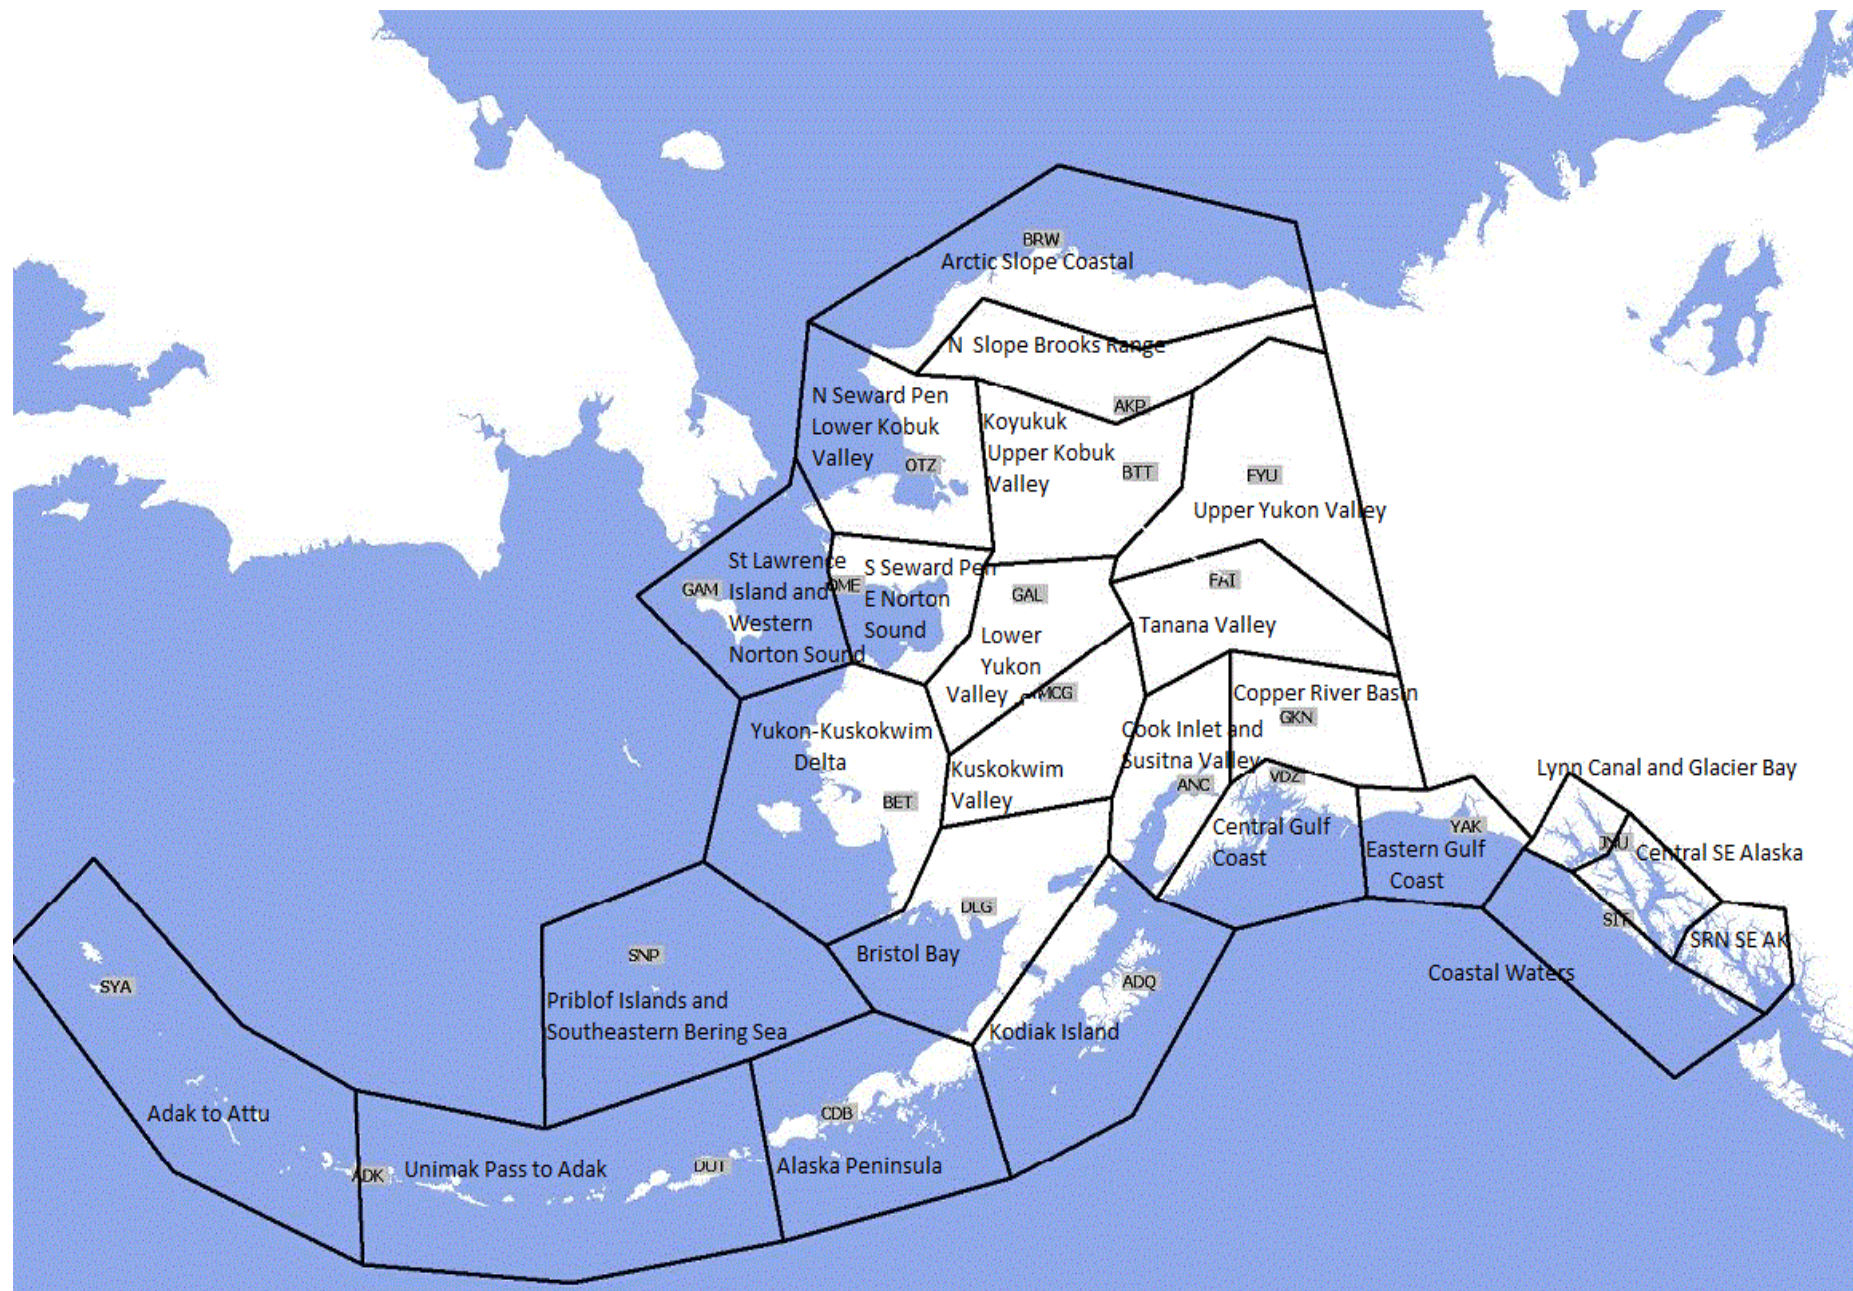 BRW
Arctic Slope Coastal
N Slope Brooks Range
N Seward Pen
Lower Kobuk
Valley
OTZ
AKP
Koyukuk
Upper Kobuk
Valley
BTT
FYU
Upper Yukon Valley
St Lawrence
Island and
Western
Norton Sound
GAM
OME
S Seward Pen
E Norton
Sound
GAL
Lower
Yukon
Valley
FAI
Tanana Valley
MCG
Copper River Basin
GKN
Cook Inlet and
Susitna Valley
ANC
VDZ
Yukon-Kuskokwim
Delta
BET
Kuskokwim
Valley
Central Gulf
Coast
YAK
Eastern Gulf
Coast
Lynn Canal and Glacier Bay
JNU
Central SE Alaska
SIT
SRN SE AK
Coastal Waters
DLG
Bristol Bay
ADQ
Kodiak Island
SNP
Priblof Islands and
Southeastern Bering Sea
SYA
Adak to Attu
ADK
Unimak Pass to Adak
DUT
CDB
Alaska Peninsula